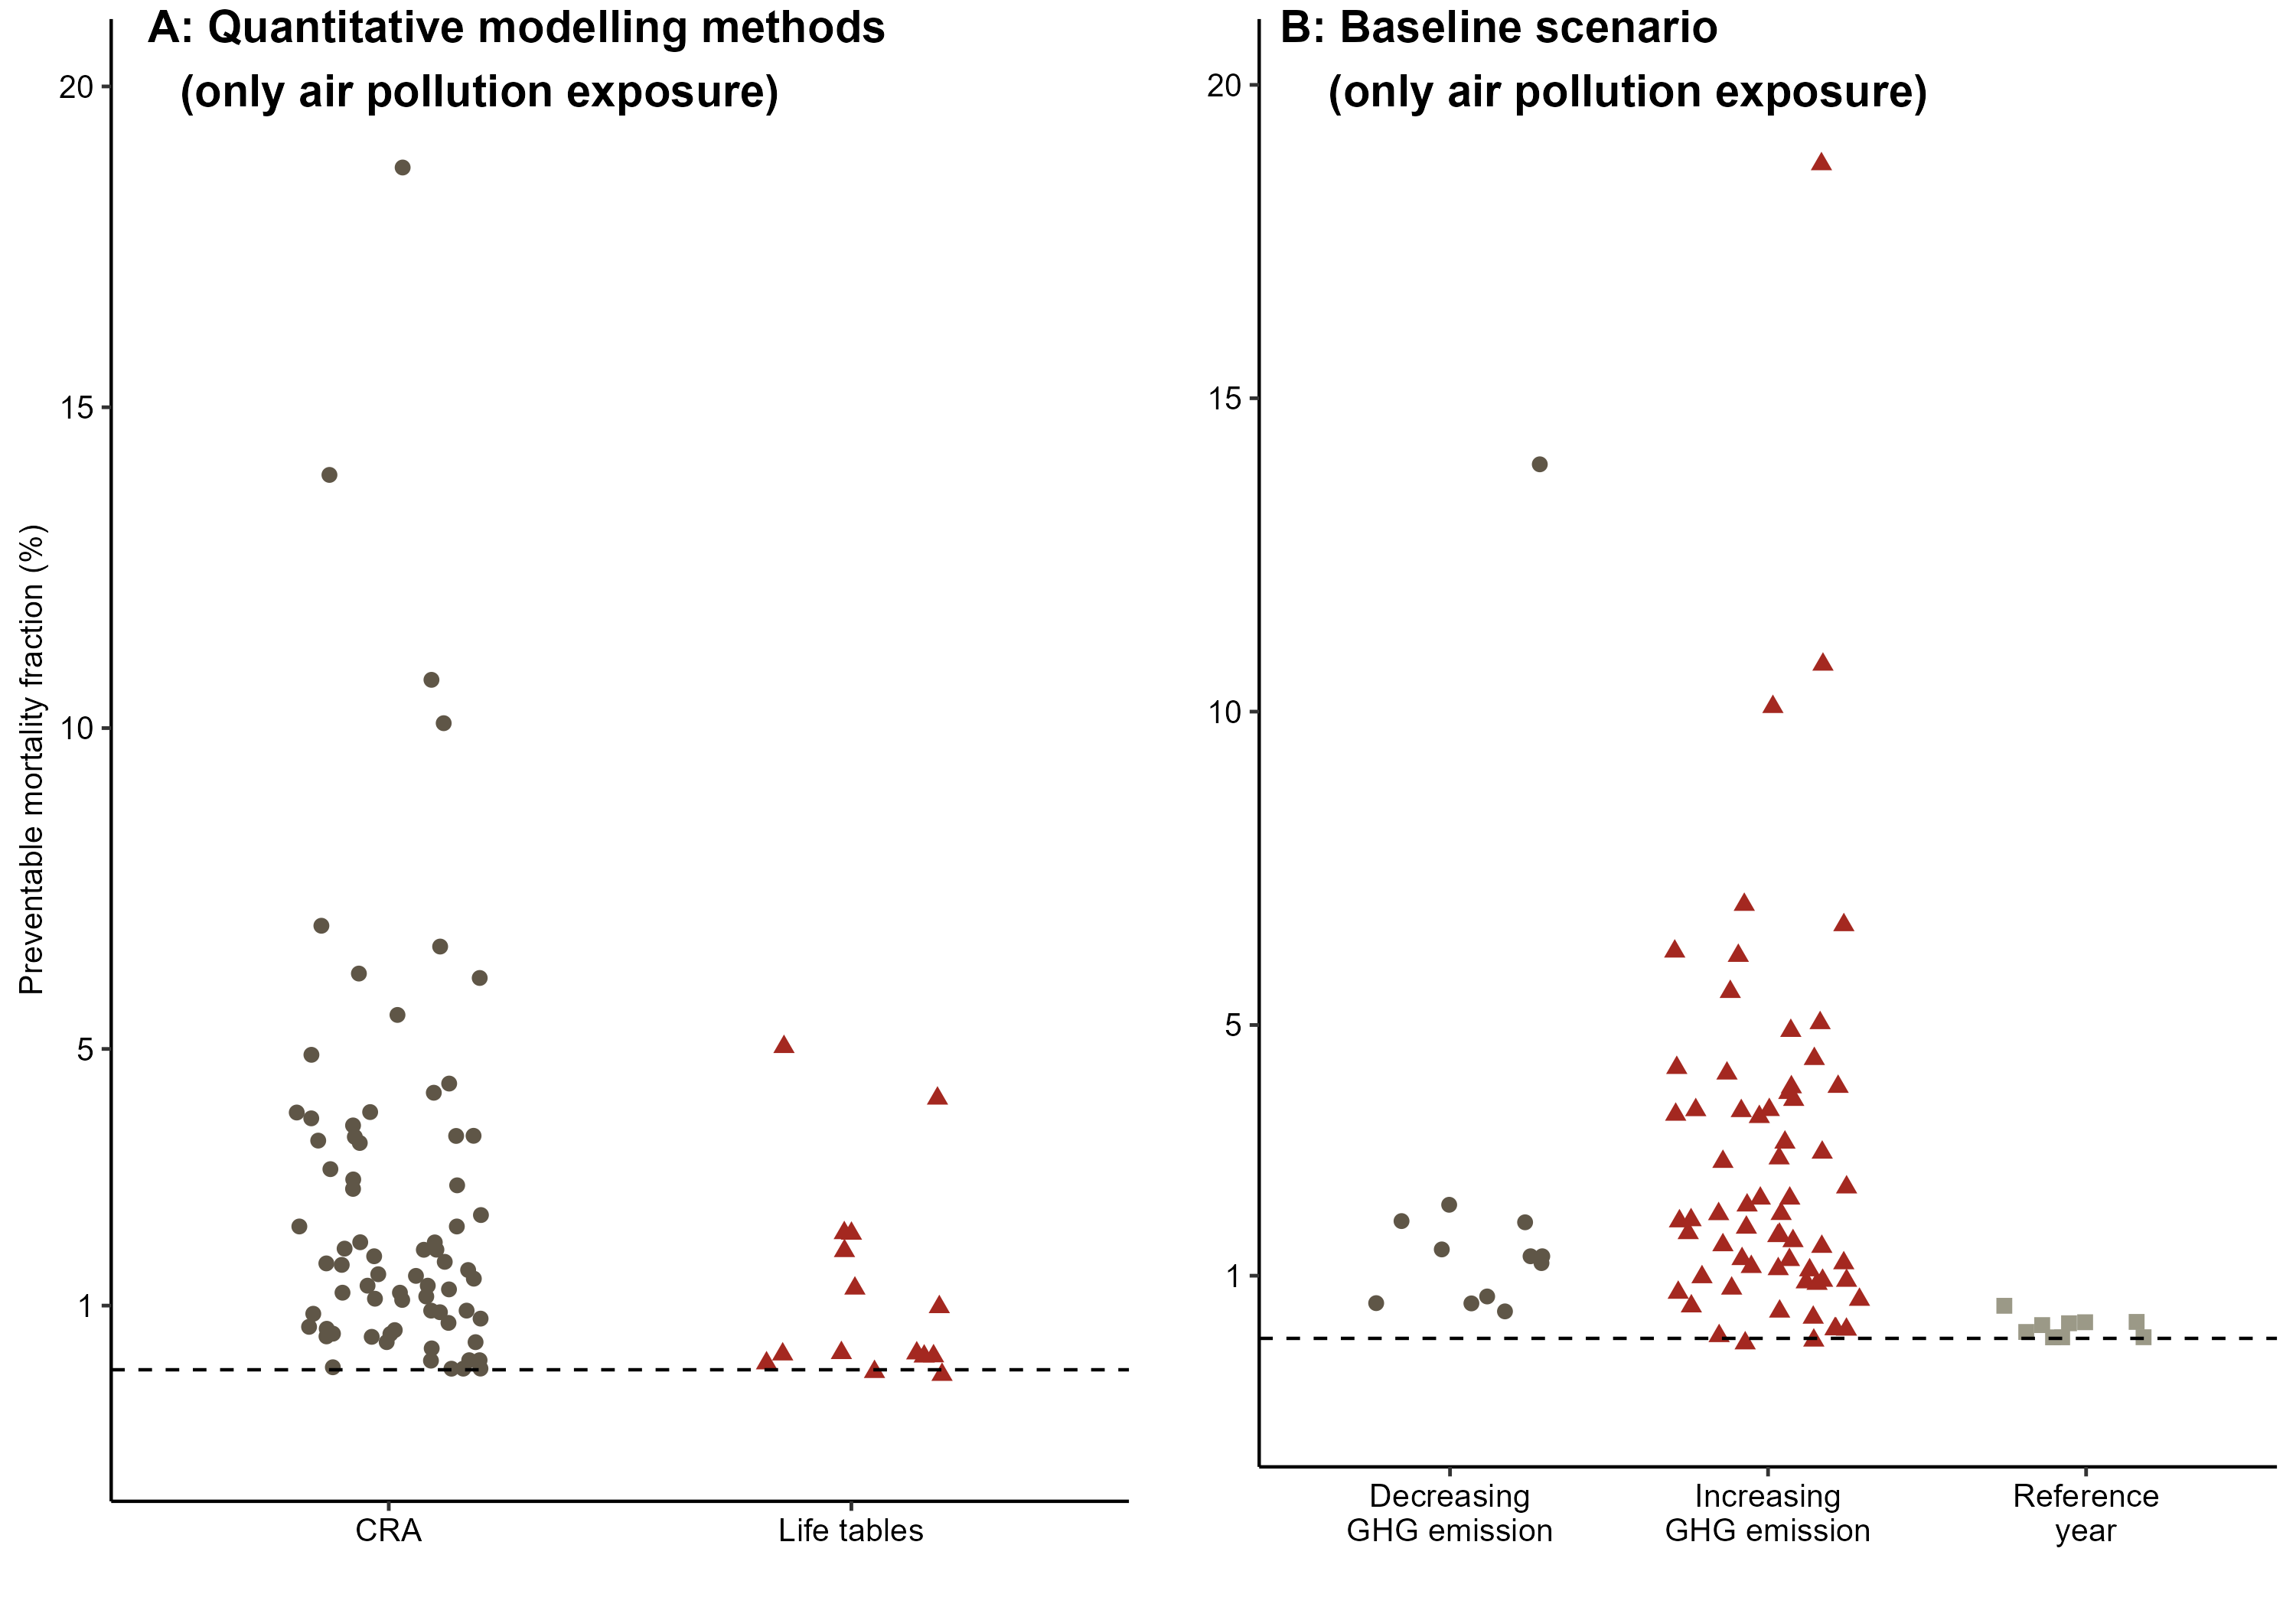 A: Quantitative modelling methods
(only air pollution exposure)
Preventable mortality fraction (%)
20
15
10
5
1
CRA
Life tables
B: Baseline scenario
(only air pollution exposure)
20
15
10
5
1
Decreasing
GHG emission
Increasing
GHG emission
Reference
year